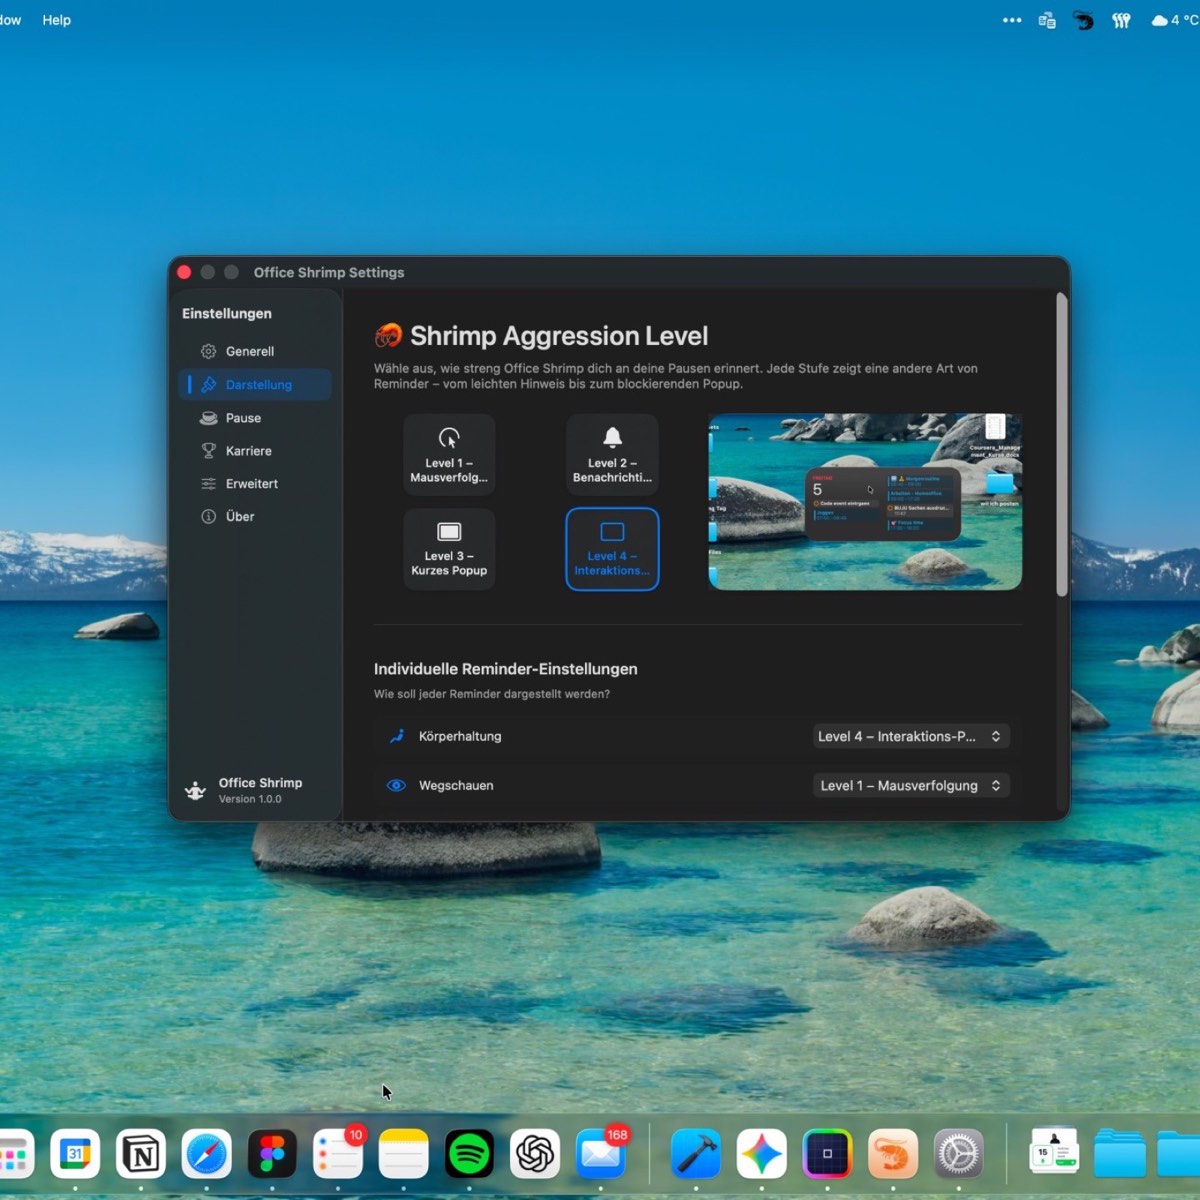 dow Help
4 °C
Office Shrimp Settings
Einstellungen
Generell
Darstellung
Pause
Karriere
Erweitert
Über
Office Shrimp
Version 1.0.0
Shrimp Aggression Level
Wähle aus, wie streng Office Shrimp dich an deine Pausen erinnert. Jede Stufe zeigt eine andere Art von
Reminder – vom leichten Hinweis bis zum blockierenden Popup.
Level 1 –
Mausverfolg...
Level 2 –
Benachrichti...
Level 3 –
Kurzes Popup
Level 4 –
Interaktions...
FREITAG
5
Individuelle Reminder-Einstellungen
Wie soll jeder Reminder dargestellt werden?
Körperhaltung
Level 4 – Interaktions-P...
Wegschauen
Level 1 – Mausverfolgung
31
10
168
15